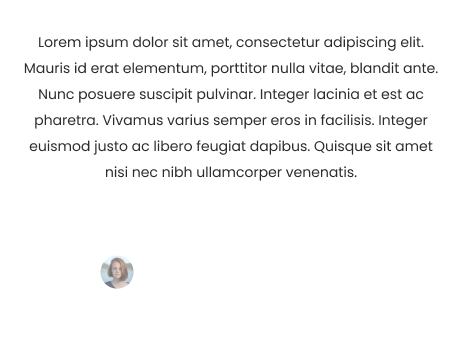 Lorem ipsum dolor sit amet, consectetur adipiscing elit.
Mauris id erat elementum, porttitor nulla vitae, blandit ante.
Nunc posuere suscipit pulvinar. Integer lacinia et est ac
pharetra. Vivamus varius semper eros in facilisis. Integer
euismod justo ac libero feugiat dapibus. Quisque sit amet
nisi nec nibh ullamcorper venenatis.